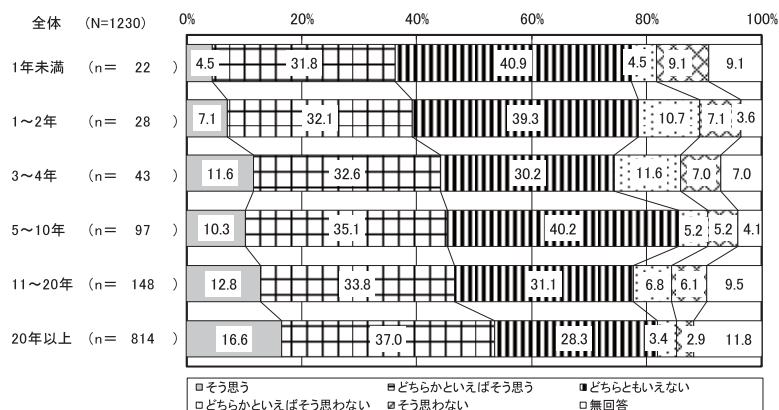 全体 (N=1230) 0% 20% 40% 60% 80% 100%
1年未満 (n= 22 ) 4.5 31.8 40.9 4.5 9.1 9.1
1～2年 (n= 28 ) 7.1 32.1 39.3 10.7 7.1 3.6
3～4年 (n= 43 ) 11.6 32.6 30.2 11.6 7.0 7.0
5～10年 (n= 97 ) 10.3 35.1 40.2 5.2 5.2 4.1
11～20年 (n= 148 ) 12.8 33.8 31.1 6.8 6.1 9.5
20年以上 (n= 814 ) 16.6 37.0 28.3 3.4 2.9 11.8
そう思う どちらかといえばそう思う どちらともいえない
どちらかといえばそう思わない そう思わない 無回答